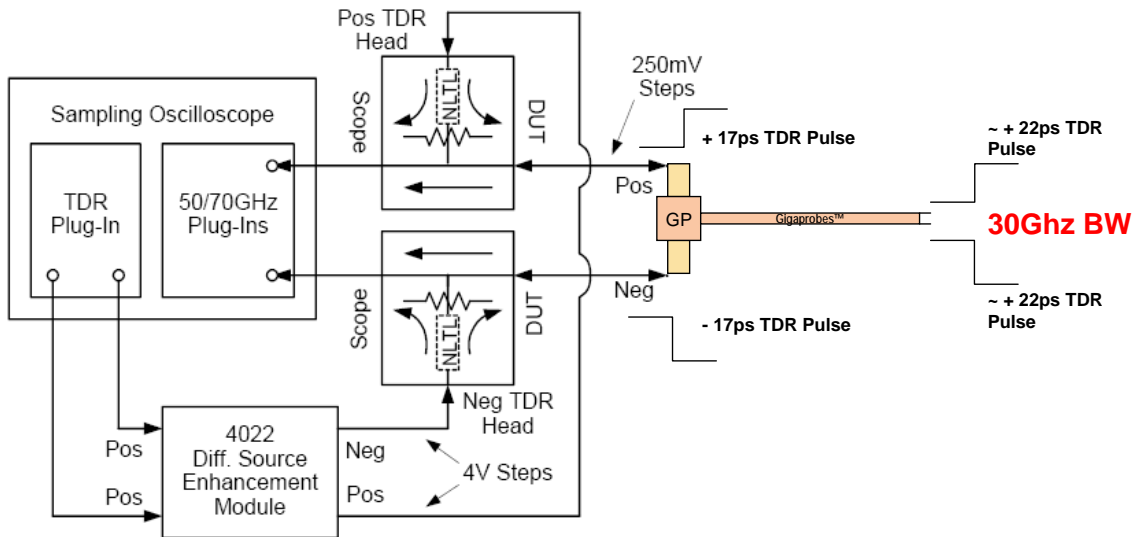 Pos TDR
Head
250mV
Steps
Sampling Oscilloscope
TDR
Plug-In
50/70GHz
Plug-Ins
Scope
NLTL
DUT
+ 17ps TDR Pulse
Pos
~ + 22ps TDR
Pulse
GP
Gigaprobes™
30Ghz BW
Scope
NLTL
DUT
Neg
- 17ps TDR Pulse
~ + 22ps TDR
Pulse
Neg TDR
Head
Pos
Pos
4022
Diff. Source
Enhancement
Module
Neg
Pos
4V Steps